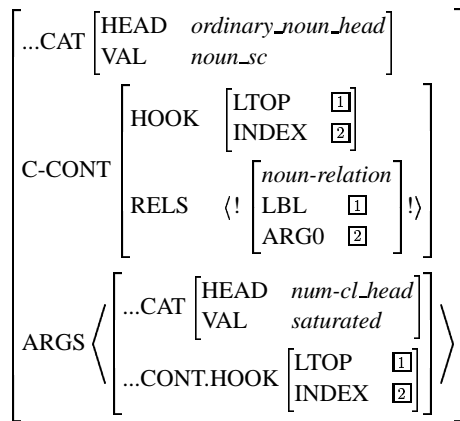 ...CAT HEAD ordinary_noun_head
VAL noun_sc
C-CONT HOOK LTOP 1
INDEX 2
RELS ⟨! noun-relation
LBL 1
ARG0 2 !⟩
ARGS ⟨ ...CAT HEAD num-cl_head
VAL saturated
...CONT.HOOK LTOP 1
INDEX 2 ⟩